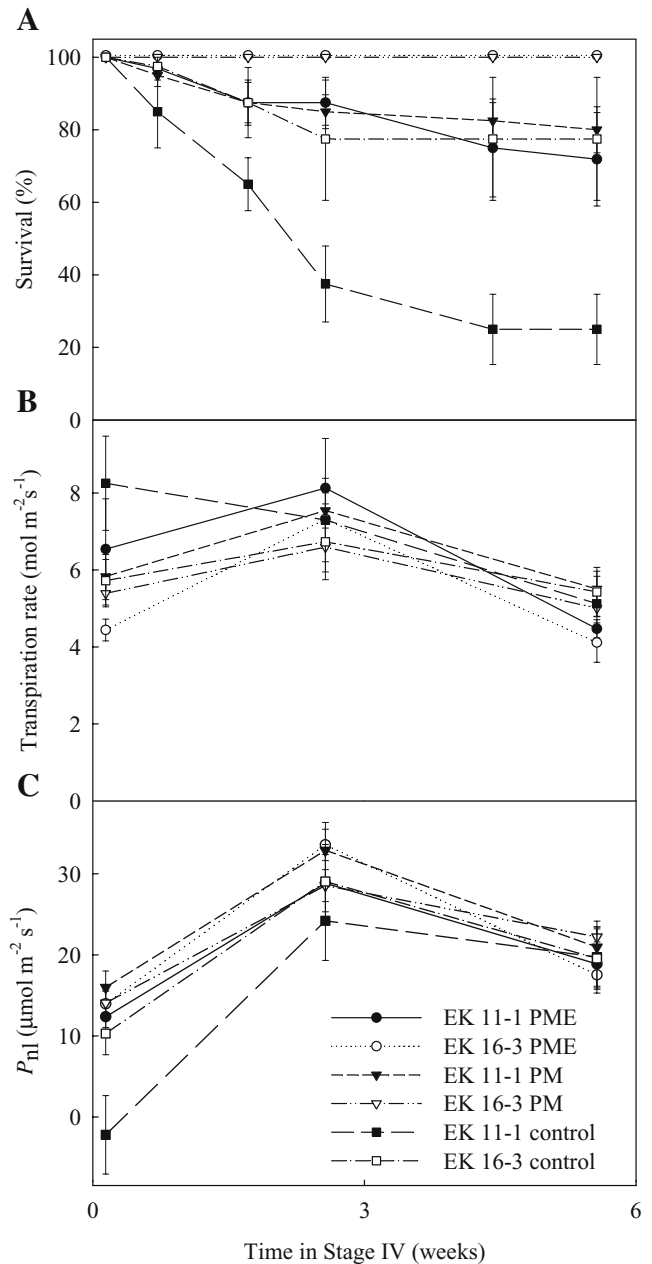 A
100
80
60
40
20
0
Survival (%)
B
8
6
4
2
0
Transpiration rate (mol m⁻²s⁻¹)
C
30
20
10
0
Pnl (µmol m⁻² s⁻¹)
EK 11-1 PME
EK 16-3 PME
EK 11-1 PM
EK 16-3 PM
EK 11-1 control
EK 16-3 control
0 3 6
Time in Stage IV (weeks)